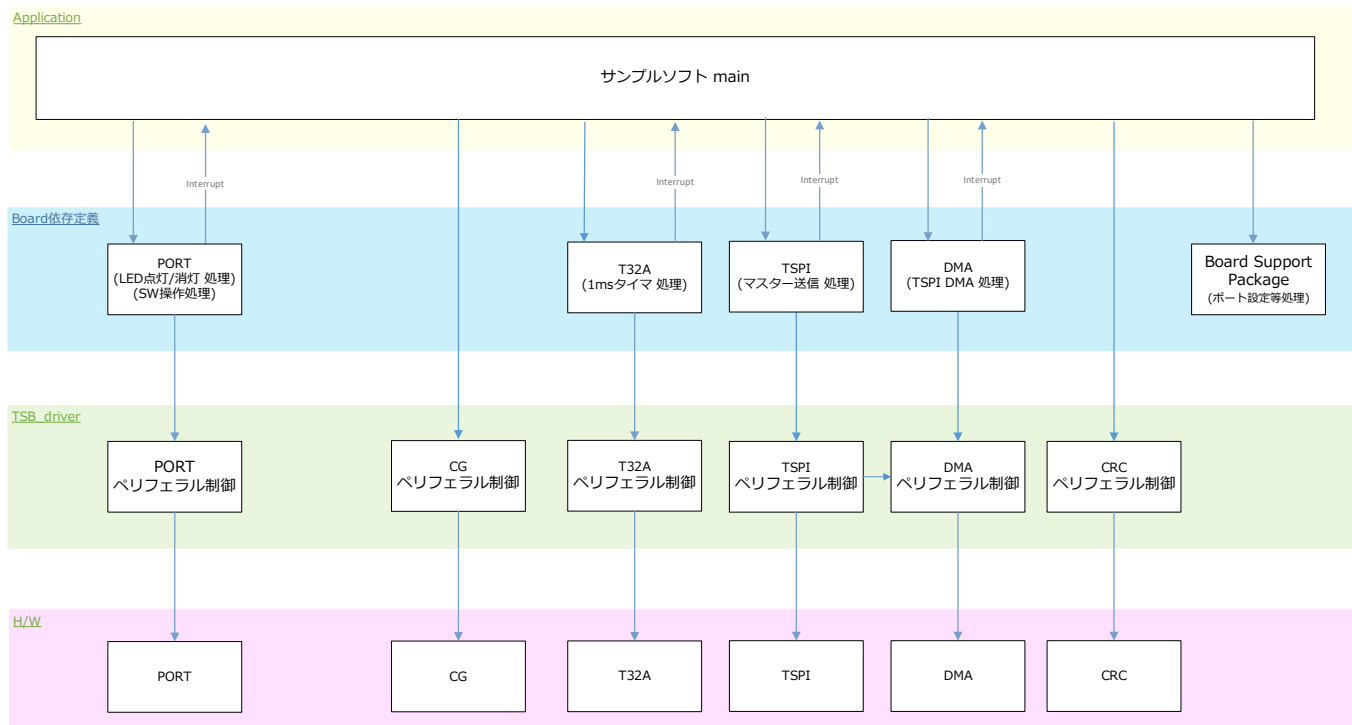 Application
サンプルソフト main
Interrupt
Interrupt
Interrupt
Interrupt
Board依存定義
PORT
(LED点灯/消灯 処理)
(SW操作処理)
T32A
(1msタイマ 処理)
TSPI
(マスター送信 処理)
DMA
(TSPI DMA 処理)
Board Support
Package
(ポート設定等処理)
TSB_driver
PORT
ペリフェラル制御
CG
ペリフェラル制御
T32A
ペリフェラル制御
TSPI
ペリフェラル制御
DMA
ペリフェラル制御
CRC
ペリフェラル制御
H/W
PORT
CG
T32A
TSPI
DMA
CRC